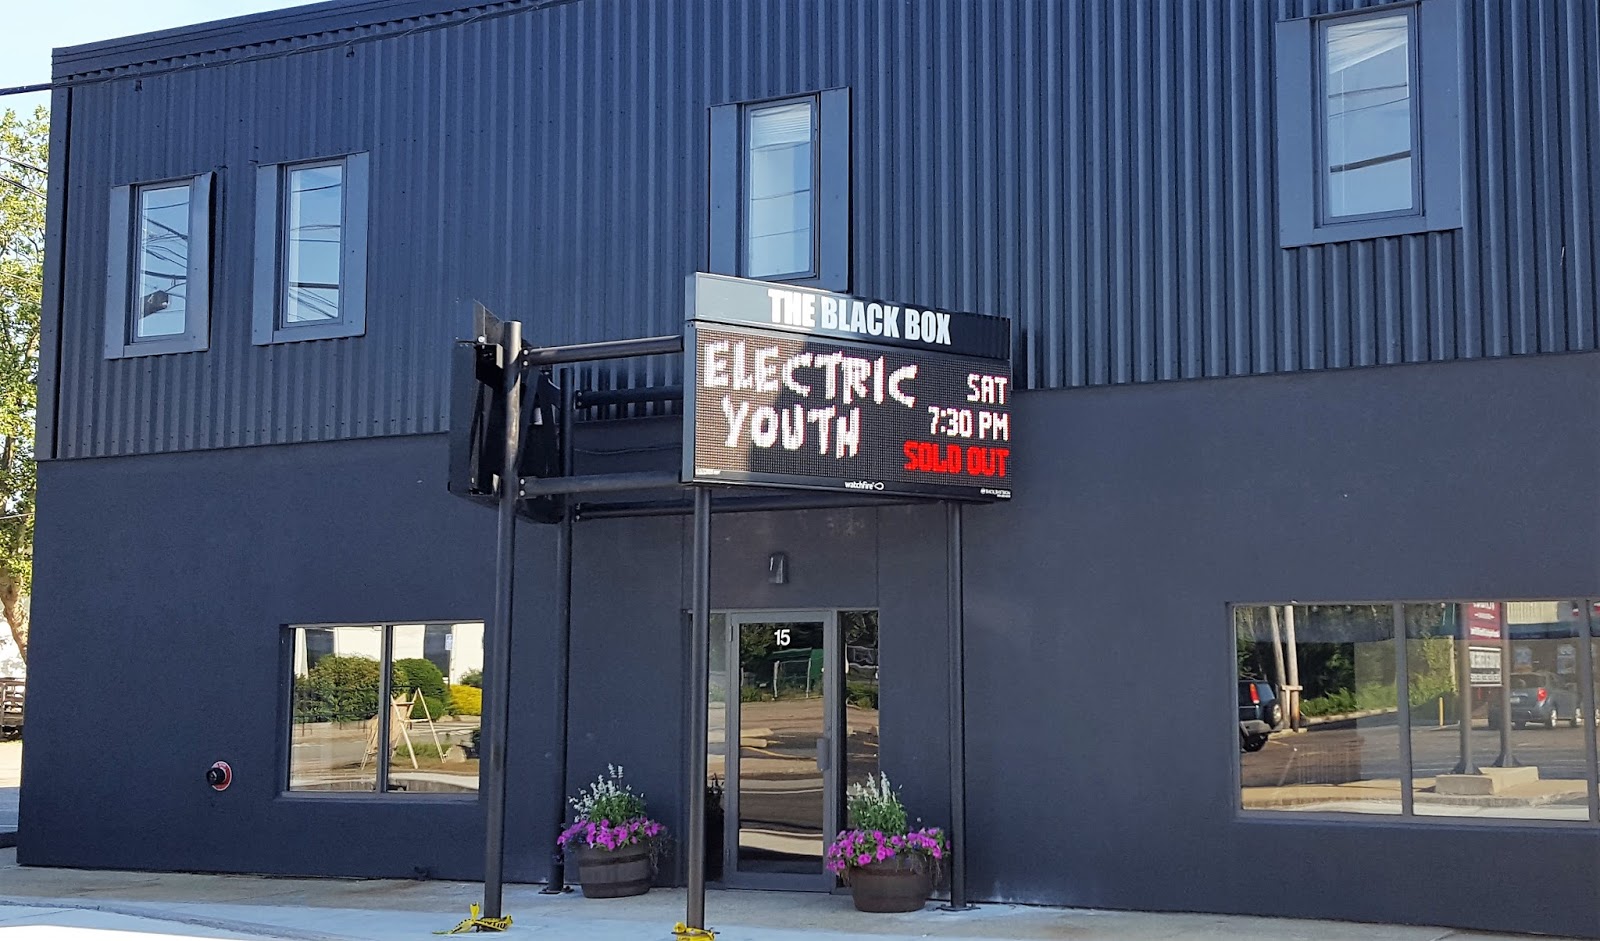 THE BLACK BOX
ELECTRIC
YOUTH
SAT
7:30 PM
SOLD OUT
watchfire
15